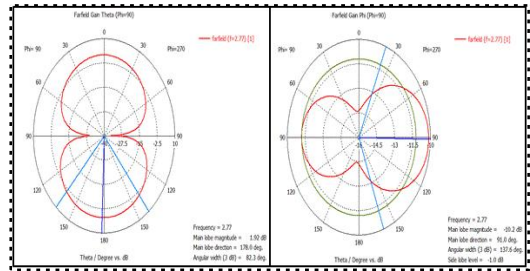 Farfield Gain Theta (Phi=90)
Phi= 90
0
Phi=270
30
30
60
60
90
90
120
120
150
150
180
-40
-27.5
-15
-2.5
10
farfield (f=2.77) [1]
Theta / Degree vs. dB
Frequency = 2.77
Main lobe magnitude = 1.92 dB
Main lobe direction = 178.0 deg.
Angular width (3 dB) = 82.3 deg.
Farfield Gain Phi (Phi=90)
Phi= 90
0
Phi=270
30
30
60
60
90
90
120
120
150
150
180
-16
-14.5
-13
-11.5
-10
farfield (f=2.77) [1]
Theta / Degree vs. dB
Frequency = 2.77
Main lobe magnitude = -10.2 dB
Main lobe direction = 91.0 deg.
Angular width (3 dB) = 137.6 deg.
Side lobe level = -1.0 dB